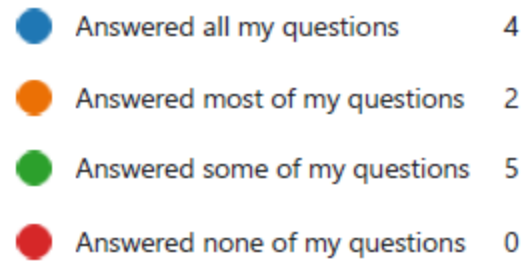 Answered all my questions 4
Answered most of my questions 2
Answered some of my questions 5
Answered none of my questions 0